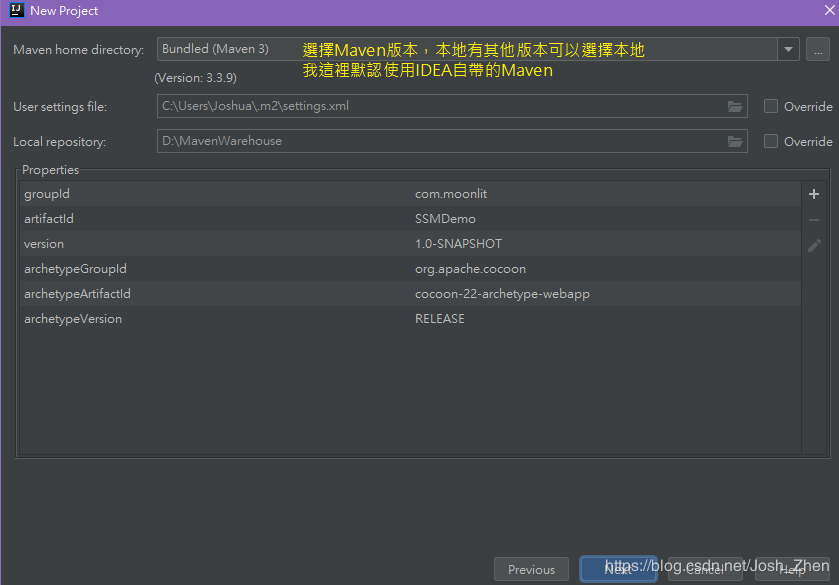 New Project
Maven home directory: Bundled (Maven 3) 選擇Maven版本，本地有其他版本可以選擇本地 ...
(Version: 3.3.9) 我這裡默認使用IDEA自帶的Maven
User settings file: C:\Users\Joshua\.m2\settings.xml Override
Local repository: D:\MavenWarehouse Override
Properties
groupId com.moonlit
artifactId SSMDemo
version 1.0-SNAPSHOT
archetypeGroupId org.apache.cocoon
archetypeArtifactId cocoon-22-archetype-webapp
archetypeVersion RELEASE
Previous Next Cancel Help
https://blog.csdn.net/Josh_Zhen